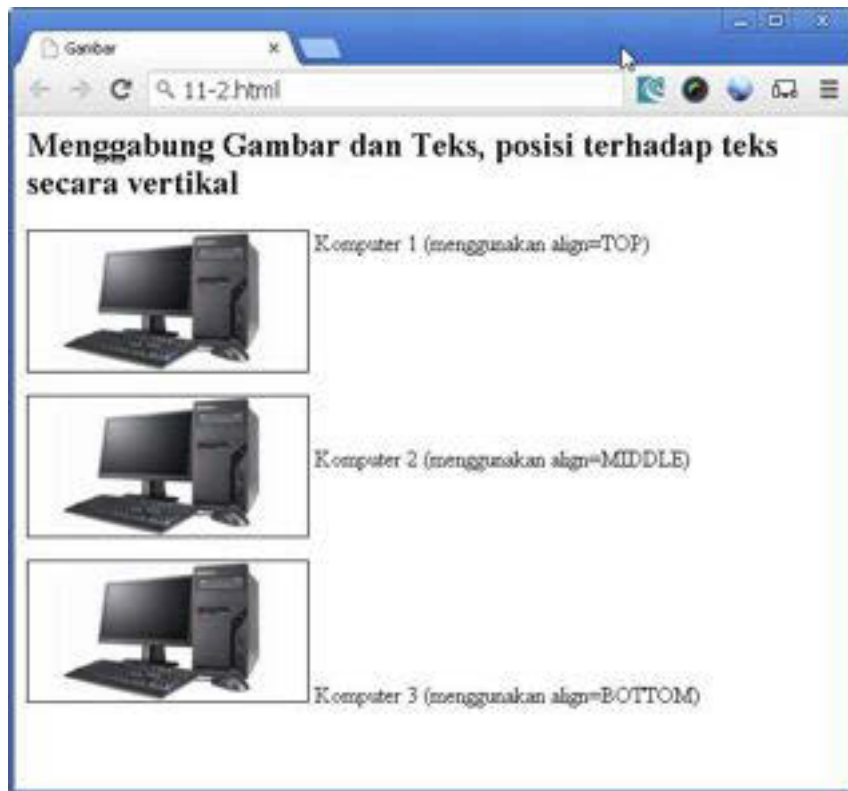 Gambar
11-2.html
Menggabung Gambar dan Teks, posisi terhadap teks
secara vertikal
Komputer 1 (menggunakan align=TOP)
Komputer 2 (menggunakan align=MIDDLE)
Komputer 3 (menggunakan align=BOTTOM)